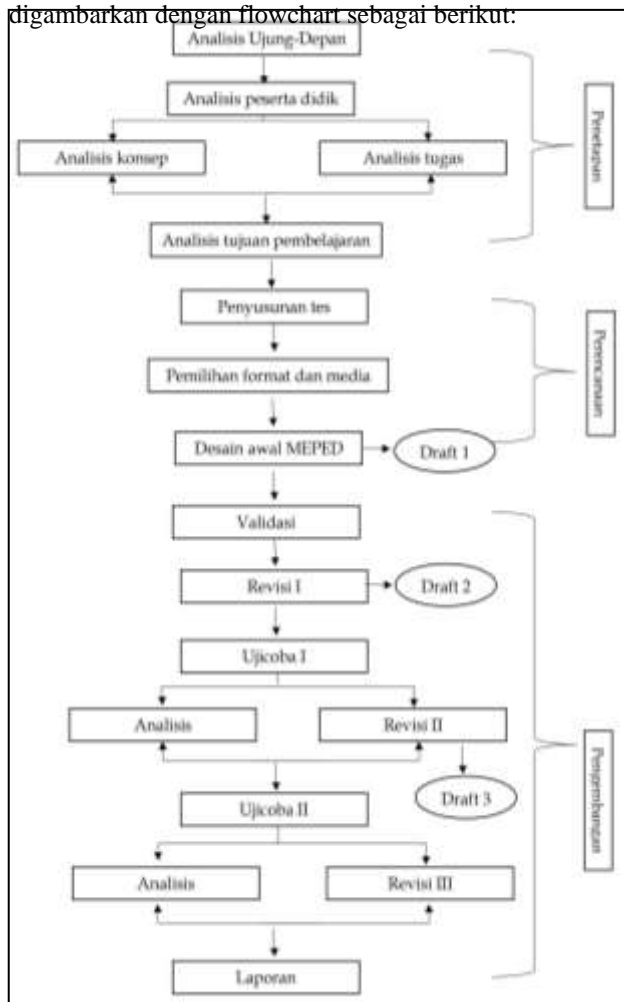 digambarkan dengan flowchart sebagai berikut:
Analisis Ujung-Depan
Analisis peserta didik
Analisis konsep
Analisis tugas
Analisis tujuan pembelajaran
Penetapan
Penyusunan tes
Pemilihan format dan media
Desain awal MEPED
Draft 1
Perencanaan
Validasi
Revisi I
Draft 2
Ujicoba I
Analisis
Revisi II
Draft 3
Ujicoba II
Analisis
Revisi III
Laporan
Pengembangan